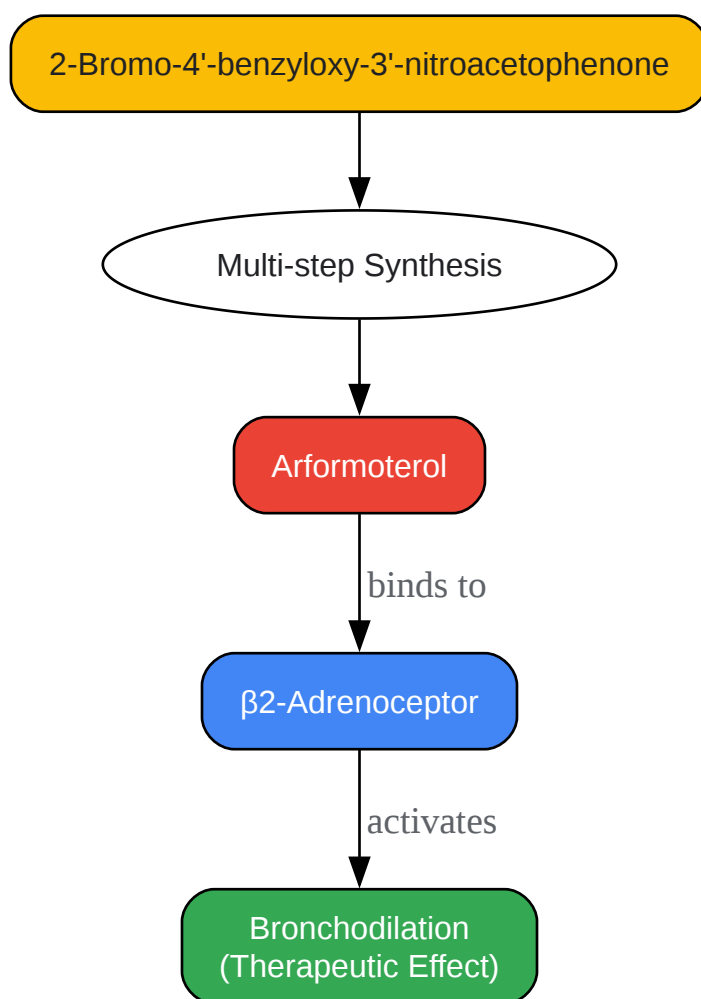 2-Bromo-4'-benzyloxy-3'-nitroacetophenone
Multi-step Synthesis
Arformoterol
binds to
β2-Adrenoceptor
activates
Bronchodilation
(Therapeutic Effect)